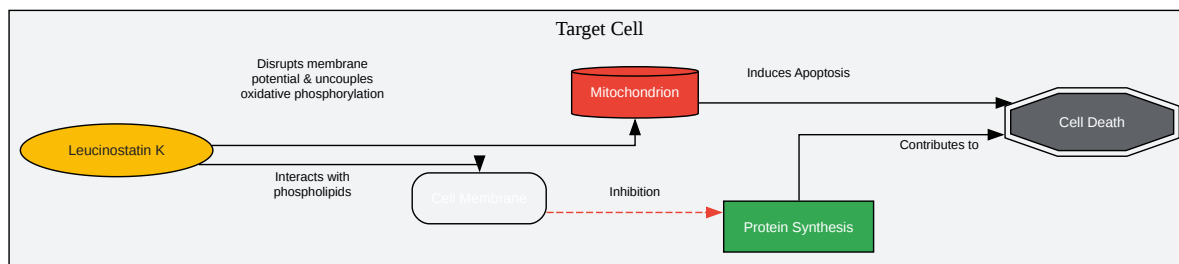 Target Cell
Disrupts membrane
potential & uncouples
oxidative phosphorylation
Induces Apoptosis
Mitochondrion
Cell Death
Contributes to
Leucinostatin K
Interacts with
phospholipids
Cell Membrane
Inhibition
Protein Synthesis